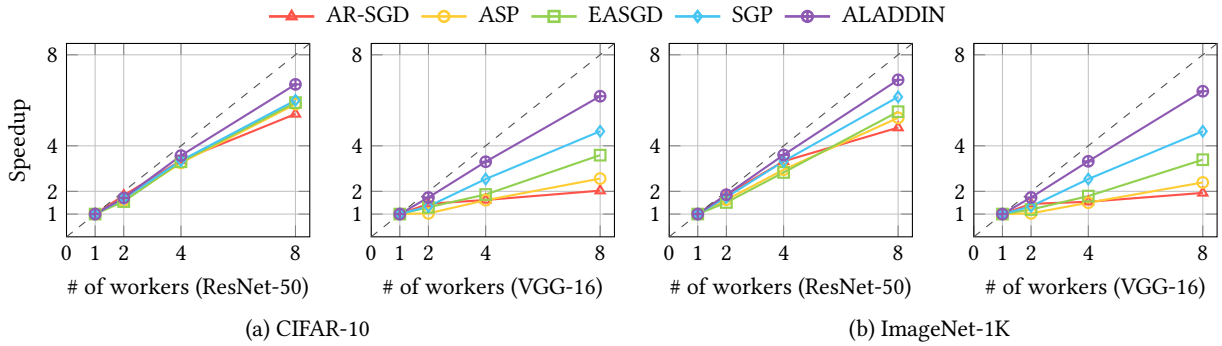 AR-SGD ASP EASGD SGP ALADDIN
Speedup
8
4
2
1
0 1 2 4 8
# of workers (ResNet-50)
8
4
2
1
0 1 2 4 8
# of workers (VGG-16)
(a) CIFAR-10
8
4
2
1
0 1 2 4 8
# of workers (ResNet-50)
8
4
2
1
0 1 2 4 8
# of workers (VGG-16)
(b) ImageNet-1K